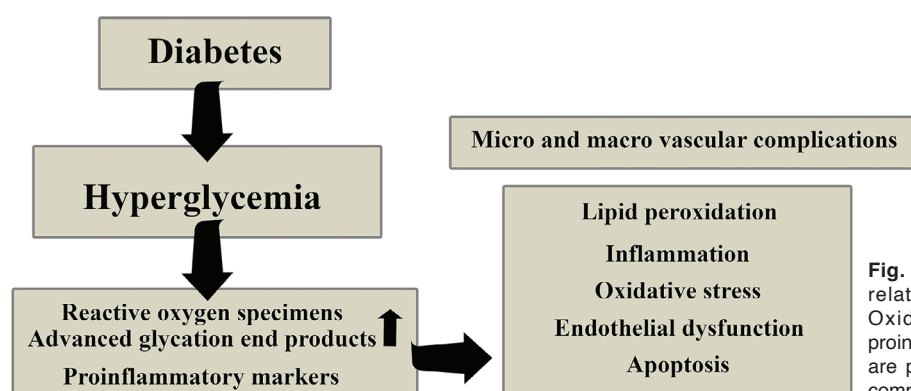 Diabetes
Hyperglycemia
Reactive oxygen specimens
Advanced glycation end products
Proinflammatory markers
Micro and macro vascular complications
Lipid peroxidation
Inflammation
Oxidative stress
Endothelial dysfunction
Apoptosis
Fig.
relat
Oxid
proin
are p